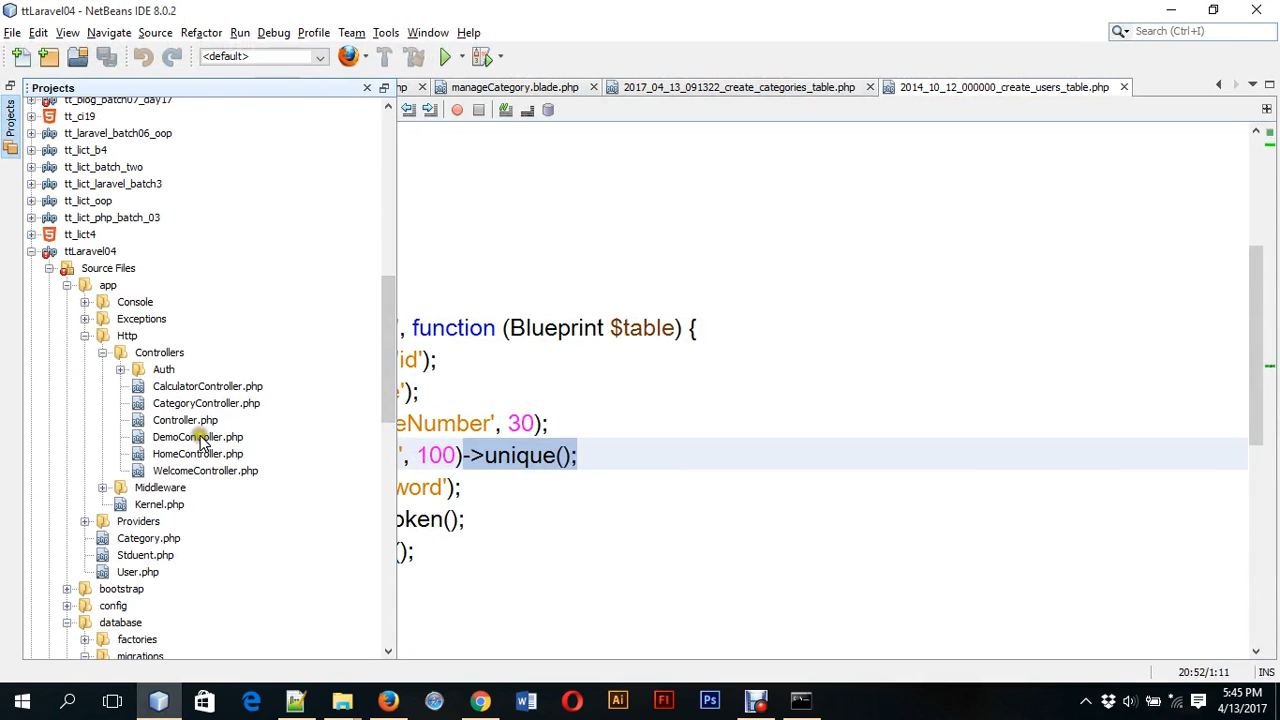 ttLaravel04 - NetBeans IDE 8.0.2
File Edit View Navigate Source Refactor Run Debug Profile Team Tools Window Help
Search (Ctrl+I)
<default>
Projects
hp manageCategory.blade.php 2017_04_13_091322_create_categories_table.php 2014_10_12_000000_create_users_table.php
Projects
tt_blog_batch07_day17
tt_ci19
tt_laravel_batch06_oop
tt_lict_b4
tt_lict_batch_two
tt_lict_laravel_batch3
tt_lict_oop
tt_lict_php_batch_03
tt_lict4
ttLaravel04
Source Files
app
Console
Exceptions
Http
Controllers
Auth
CalculatorController.php
CategoryController.php
Controller.php
DemoController.php
HomeController.php
WelcomeController.php
Middleware
Kernel.php
Providers
Category.php
Stduent.php
User.php
bootstrap
config
database
factories
migrations
', function (Blueprint $table) {
'id');
e');
eNumber', 30);
', 100)->unique();
word');
oken();
();
20:52/1:11 INS
5:45 PM
4/13/2017